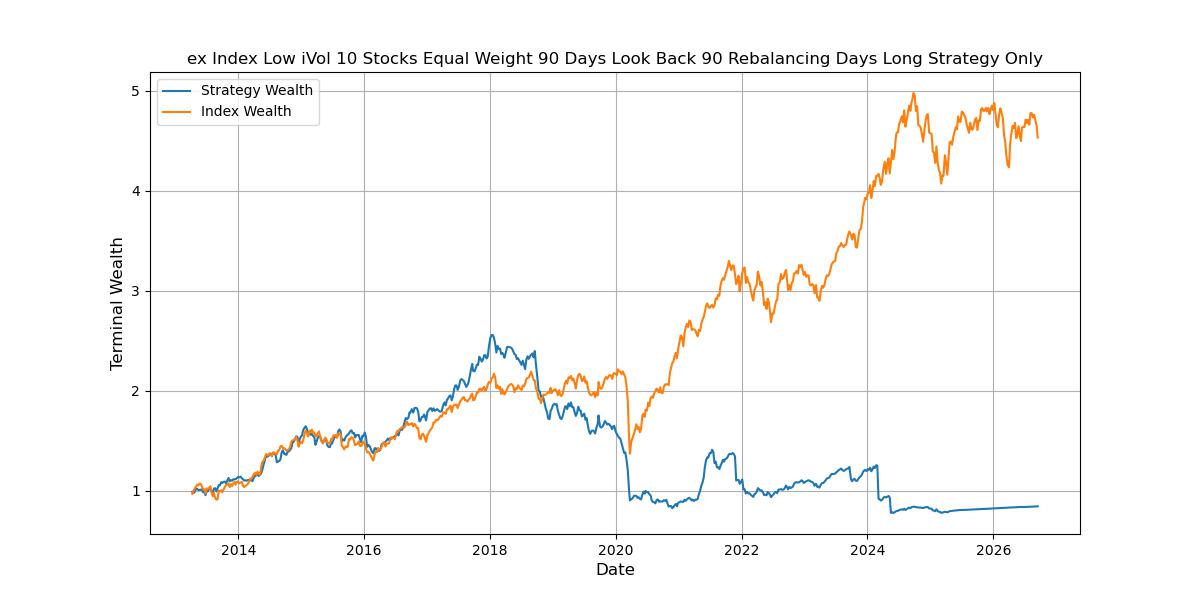 ex Index Low iVol 10 Stocks Equal Weight 90 Days Look Back 90 Rebalancing Days Long Strategy Only
Strategy Wealth
Index Wealth
Terminal Wealth
5
4
3
2
1
2014 2016 2018 2020 2022 2024 2026
Date